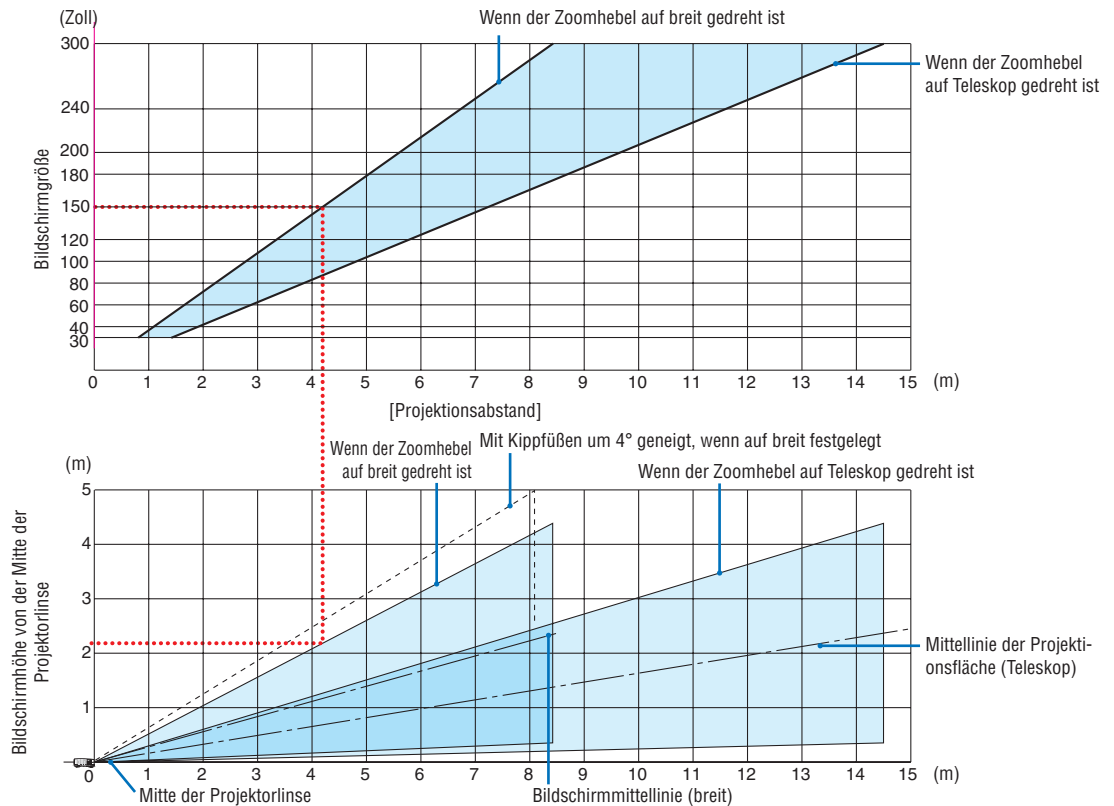 (Zoll)
Wenn der Zoomhebel auf breit gedreht ist
300
240
200
180
150
120
100
80
60
40
30
Bildschirmgröße
Wenn der Zoomhebel
auf Teleskop gedreht ist
0 1 2 3 4 5 6 7 8 9 10 11 12 13 14 15 (m)
[Projektionsabstand]
(m)
Wenn der Zoomhebel
auf breit gedreht ist
Mit Kippfüßen um 4° geneigt, wenn auf breit festgelegt
Wenn der Zoomhebel auf Teleskop gedreht ist
5
4
3
2
1
Bildschirmhöhe von der Mitte der
Projektorlinse
Mittellinie der Projekti-
onsfläche (Teleskop)
0 1 2 3 4 5 6 7 8 9 10 11 12 13 14 15 (m)
Mitte der Projektorlinse
Bildschirmmittellinie (breit)